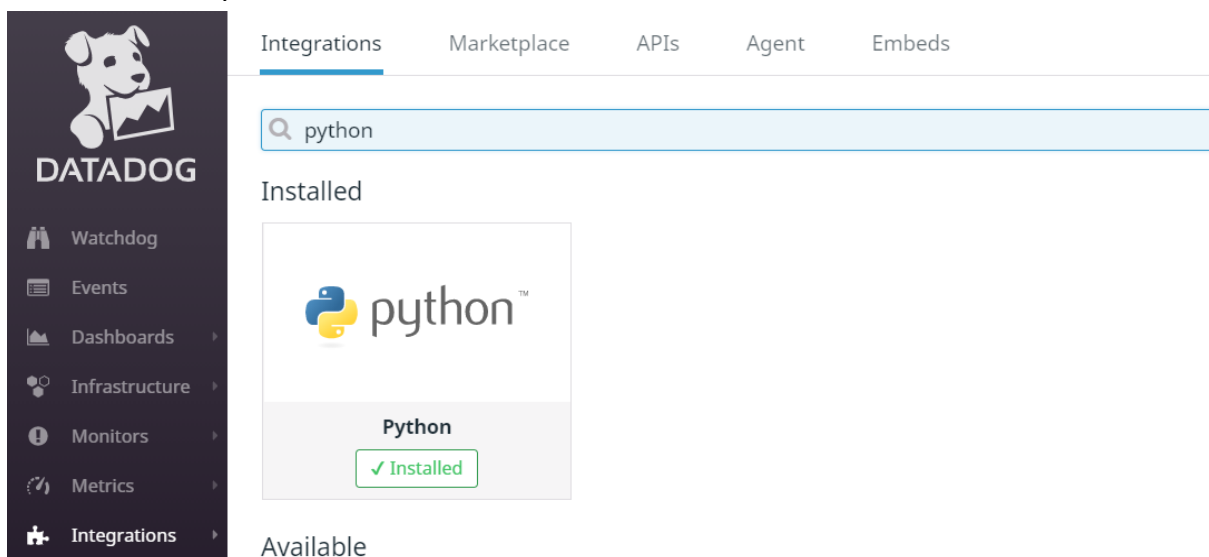 DATADOG
Watchdog
Events
Dashboards
Infrastructure
Monitors
Metrics
Integrations
Integrations Marketplace APIs Agent Embeds
python
Installed
python™
Python
✓ Installed
Available